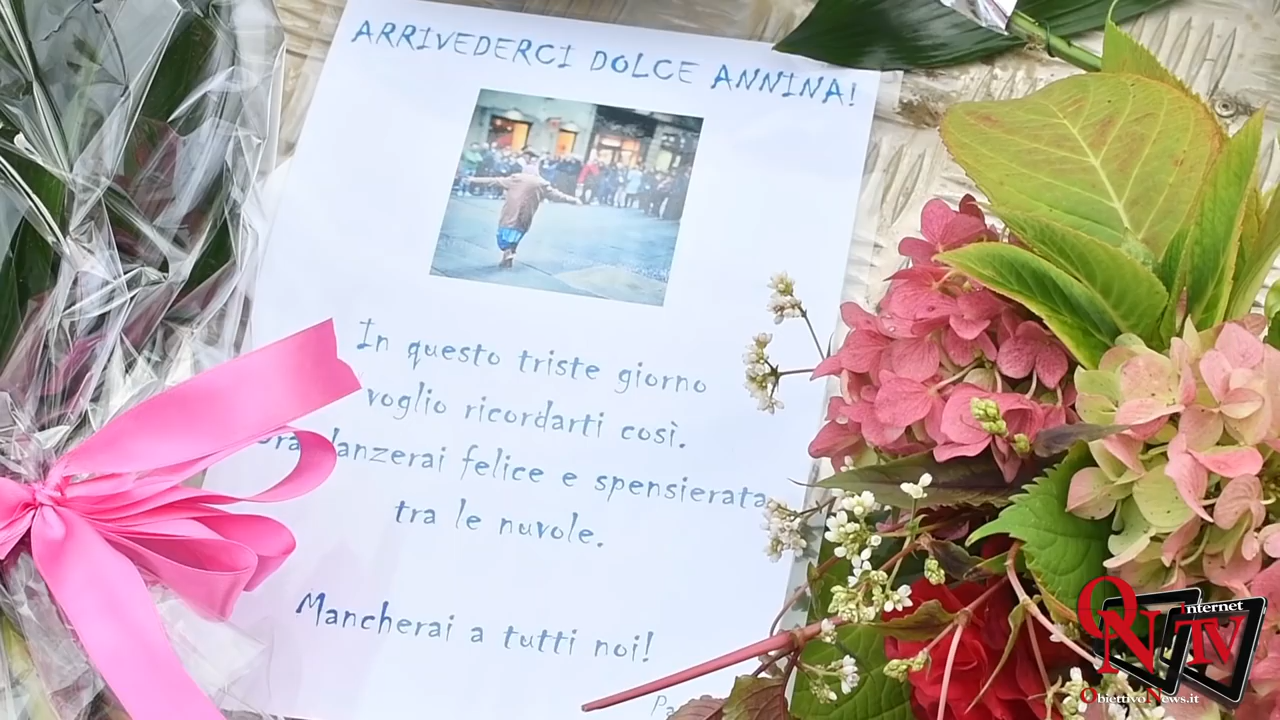 ARRIVEDERCI DOLCE ANNINA!
In questo triste giorno
voglio ricordarti così.
danzerai felice e spensierata
tra le nuvole.
Mancherai a tutti noi!
Internet
QNTV
ObiettivoNews.it